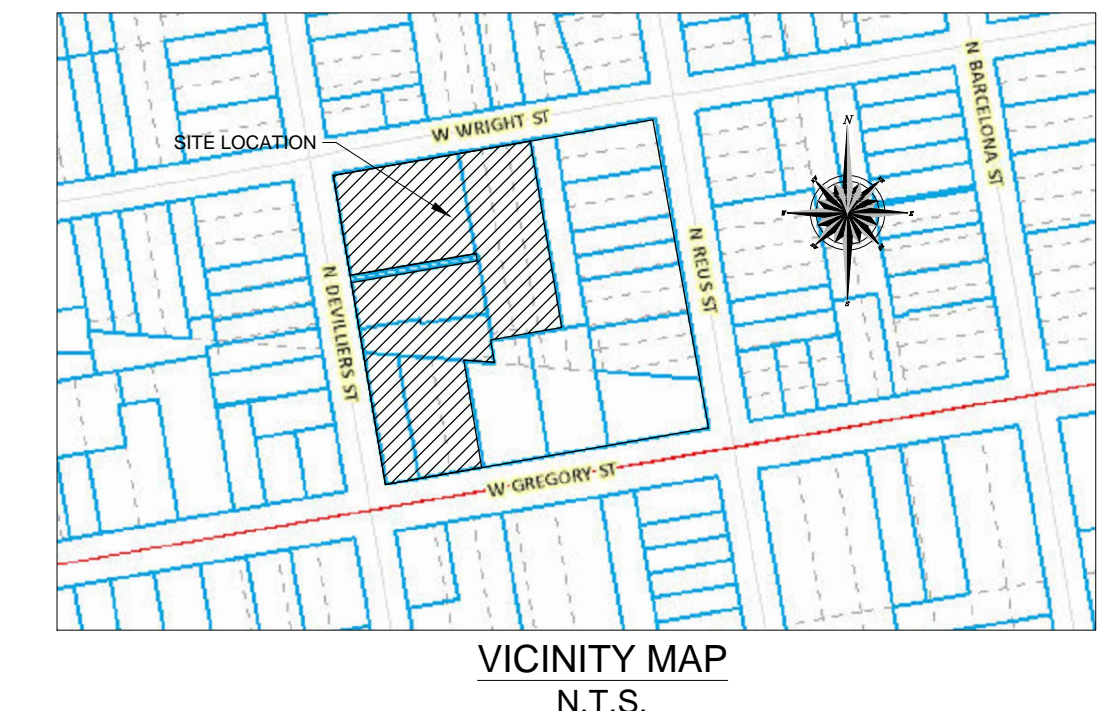 N BARCELONA ST
W WRIGHT ST
SITE LOCATION
N
N REUS ST
N DEVILLIERS ST
S
W GREGORY ST
VICINITY MAP
N.T.S.